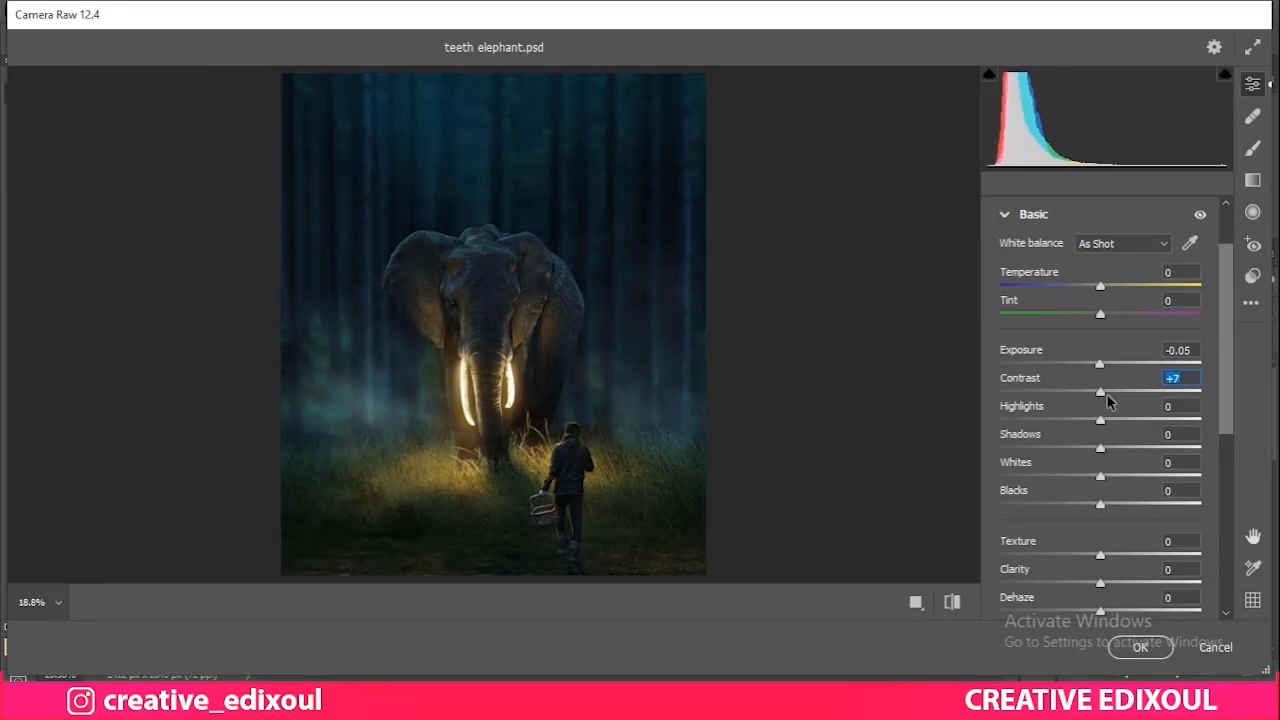 Camera Raw 12.4
teeth elephant.psd
Basic
White balance As Shot
Temperature 0
Tint 0
Exposure -0.05
Contrast +7
Highlights 0
Shadows 0
Whites 0
Blacks 0
Texture 0
Clarity 0
Dehaze 0
Activate Windows
Go to Settings to activate Windows.
18.8%
OK
Cancel
creative_edixoul
CREATIVE EDIXOUL